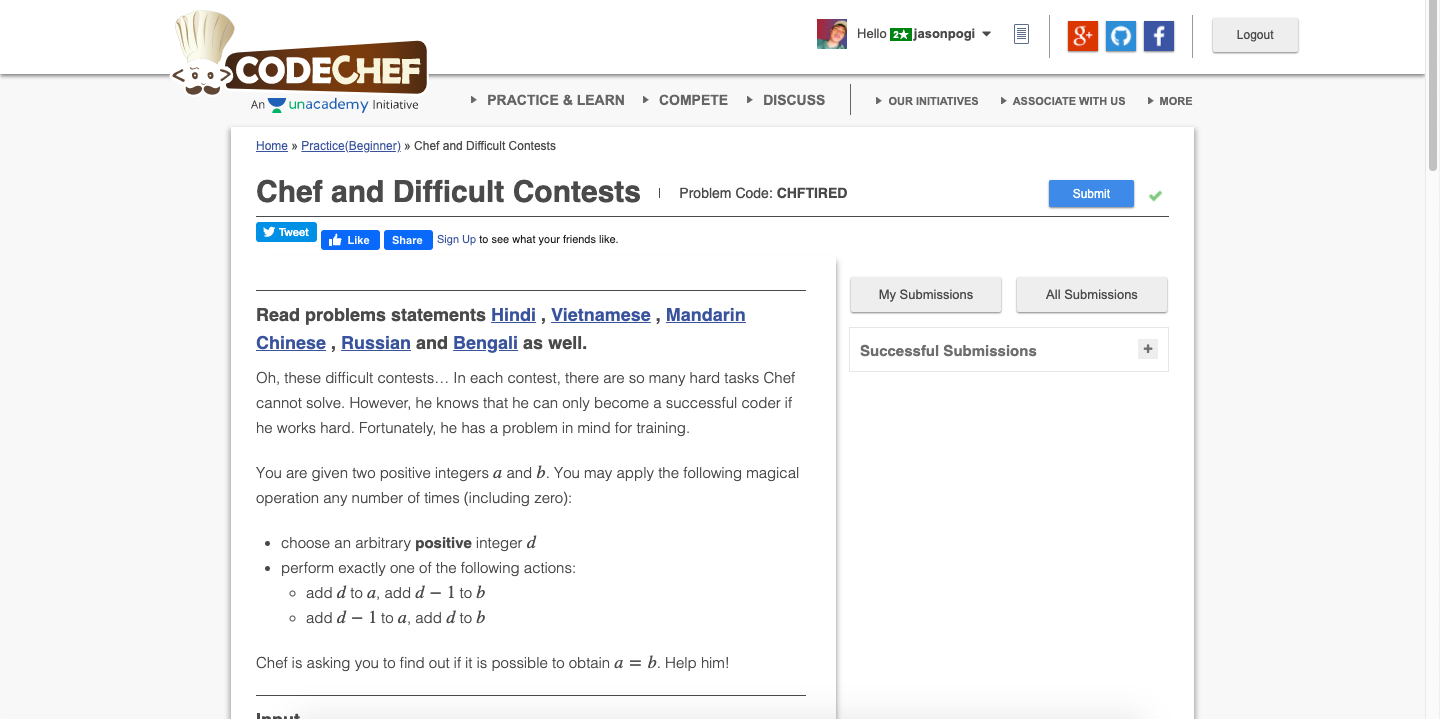 Hello 2★ jasonpogi
Logout
CODECHEF
An unacademy Initiative
PRACTICE & LEARN
COMPETE
DISCUSS
OUR INITIATIVES
ASSOCIATE WITH US
MORE
Home » Practice(Beginner) » Chef and Difficult Contests
Chef and Difficult Contests
Problem Code: CHFTIRED
Submit
Tweet
Like
Share
Sign Up to see what your friends like.
My Submissions
All Submissions
Successful Submissions
+
Read problems statements Hindi , Vietnamese , Mandarin
Chinese , Russian and Bengali as well.
Oh, these difficult contests… In each contest, there are so many hard tasks Chef
cannot solve. However, he knows that he can only become a successful coder if
he works hard. Fortunately, he has a problem in mind for training.
You are given two positive integers a and b. You may apply the following magical
operation any number of times (including zero):
choose an arbitrary positive integer d
perform exactly one of the following actions:
add d to a, add d − 1 to b
add d − 1 to a, add d to b
Chef is asking you to find out if it is possible to obtain a = b. Help him!
Input